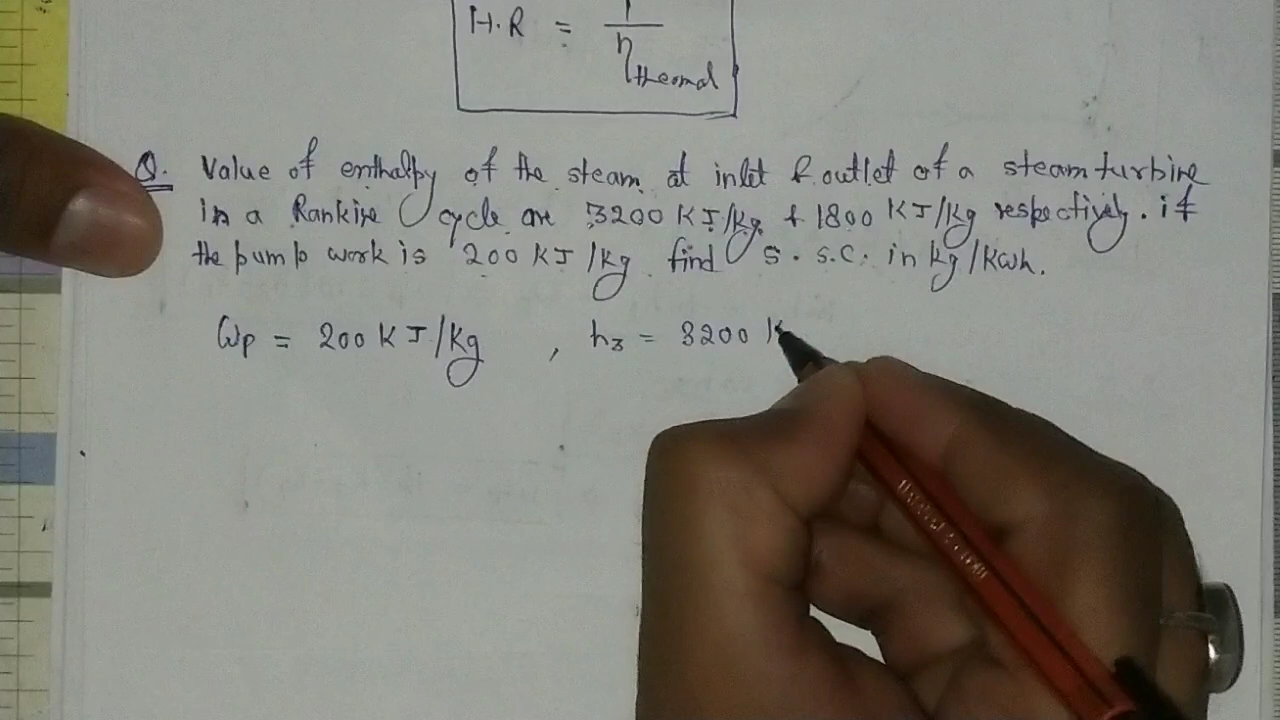 H.R = 1
η thermal
Q. Value of enthalpy of the steam at inlet & outlet of a steam turbine
in a Rankine cycle are 3200 KJ/kg & 1800 KJ/kg respectively. if
the pump work is 200 KJ/kg find S.S.C. in kg/kwh.
Wp = 200 KJ/kg , h3 = 3200 K